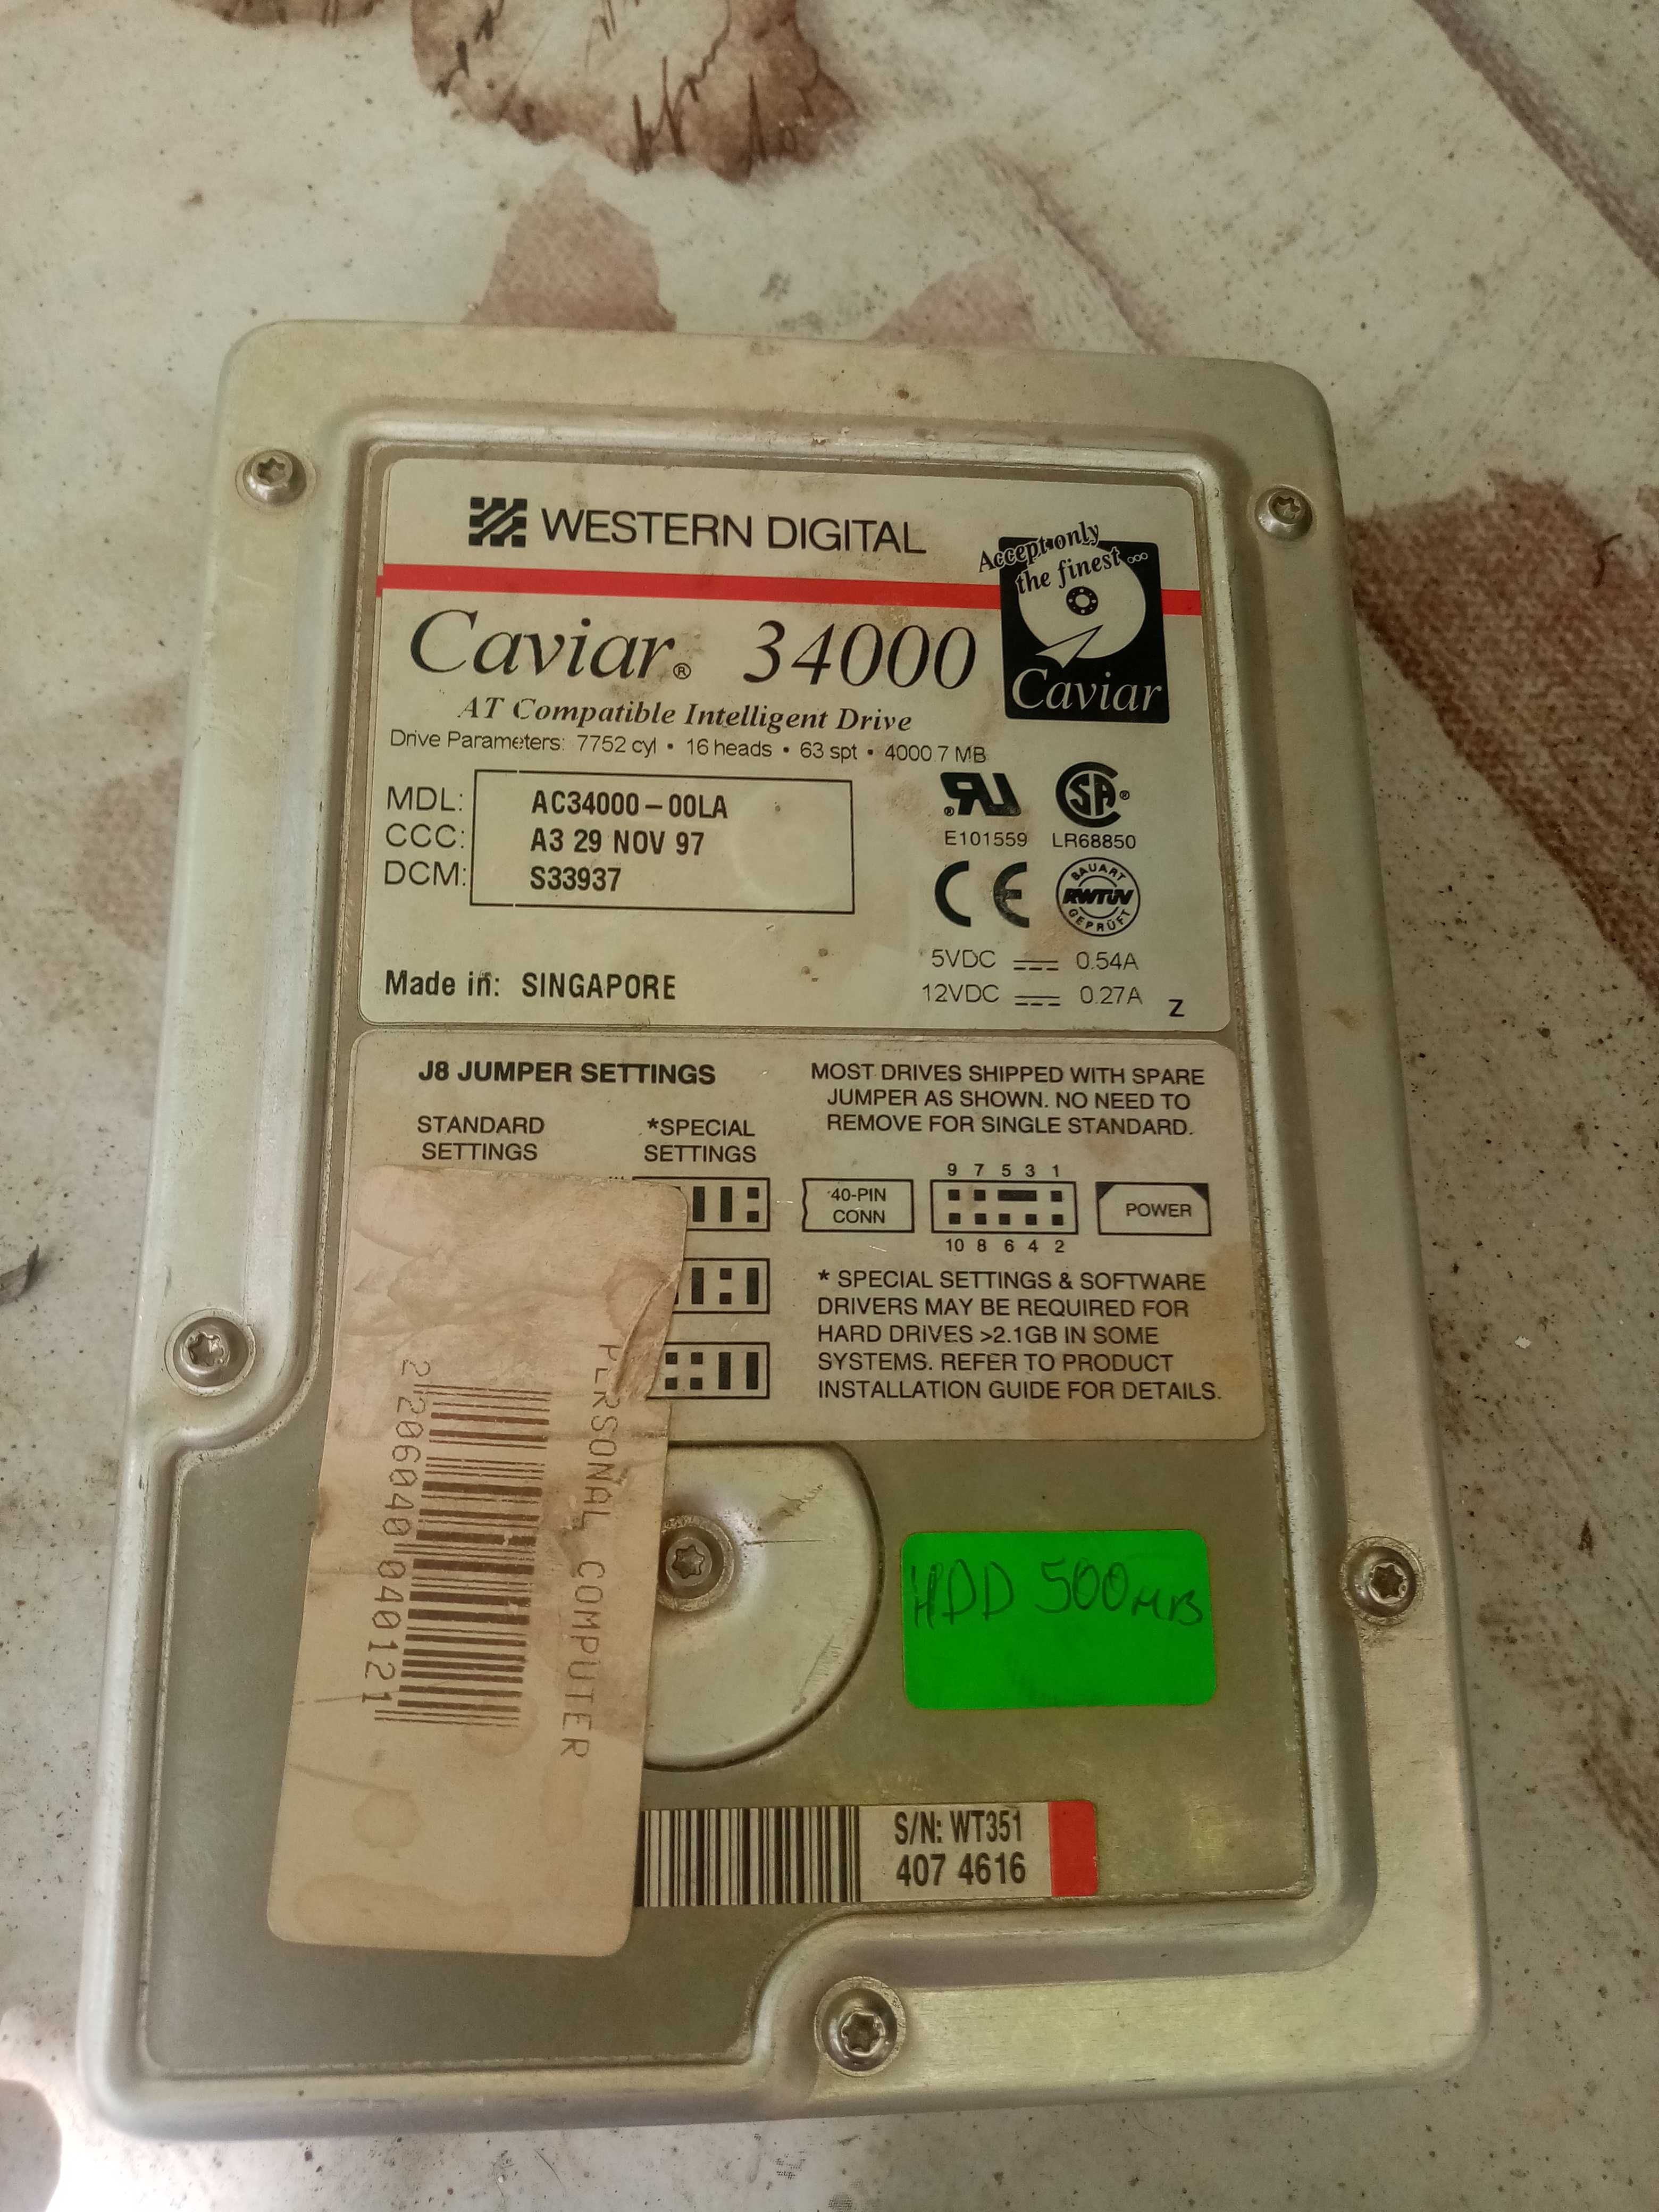 WESTERN DIGITAL
Accept only
the finest ...
Caviar® 34000
Caviar
AT Compatible Intelligent Drive
Drive Parameters: 7752 cyl • 16 heads • 63 spt • 4000.7 MB
MDL: AC34000-00LA
CCC: A3 29 NOV 97
DCM: S33937
E101559 LR68850
CE
BAUART
RWTÜV
GEPRÜFT
5VDC 0.54A
12VDC 0.27A
Z
Made in: SINGAPORE
J8 JUMPER SETTINGS
STANDARD
SETTINGS
*SPECIAL
SETTINGS
MOST DRIVES SHIPPED WITH SPARE
JUMPER AS SHOWN. NO NEED TO
REMOVE FOR SINGLE STANDARD.
9 7 5 3 1
40-PIN
CONN
POWER
10 8 6 4 2
* SPECIAL SETTINGS & SOFTWARE
DRIVERS MAY BE REQUIRED FOR
HARD DRIVES >2.1GB IN SOME
SYSTEMS. REFER TO PRODUCT
INSTALLATION GUIDE FOR DETAILS.
PERSONAL COMPUTER
2206040040121
HDD 500MB
S/N: WT351
407 4616